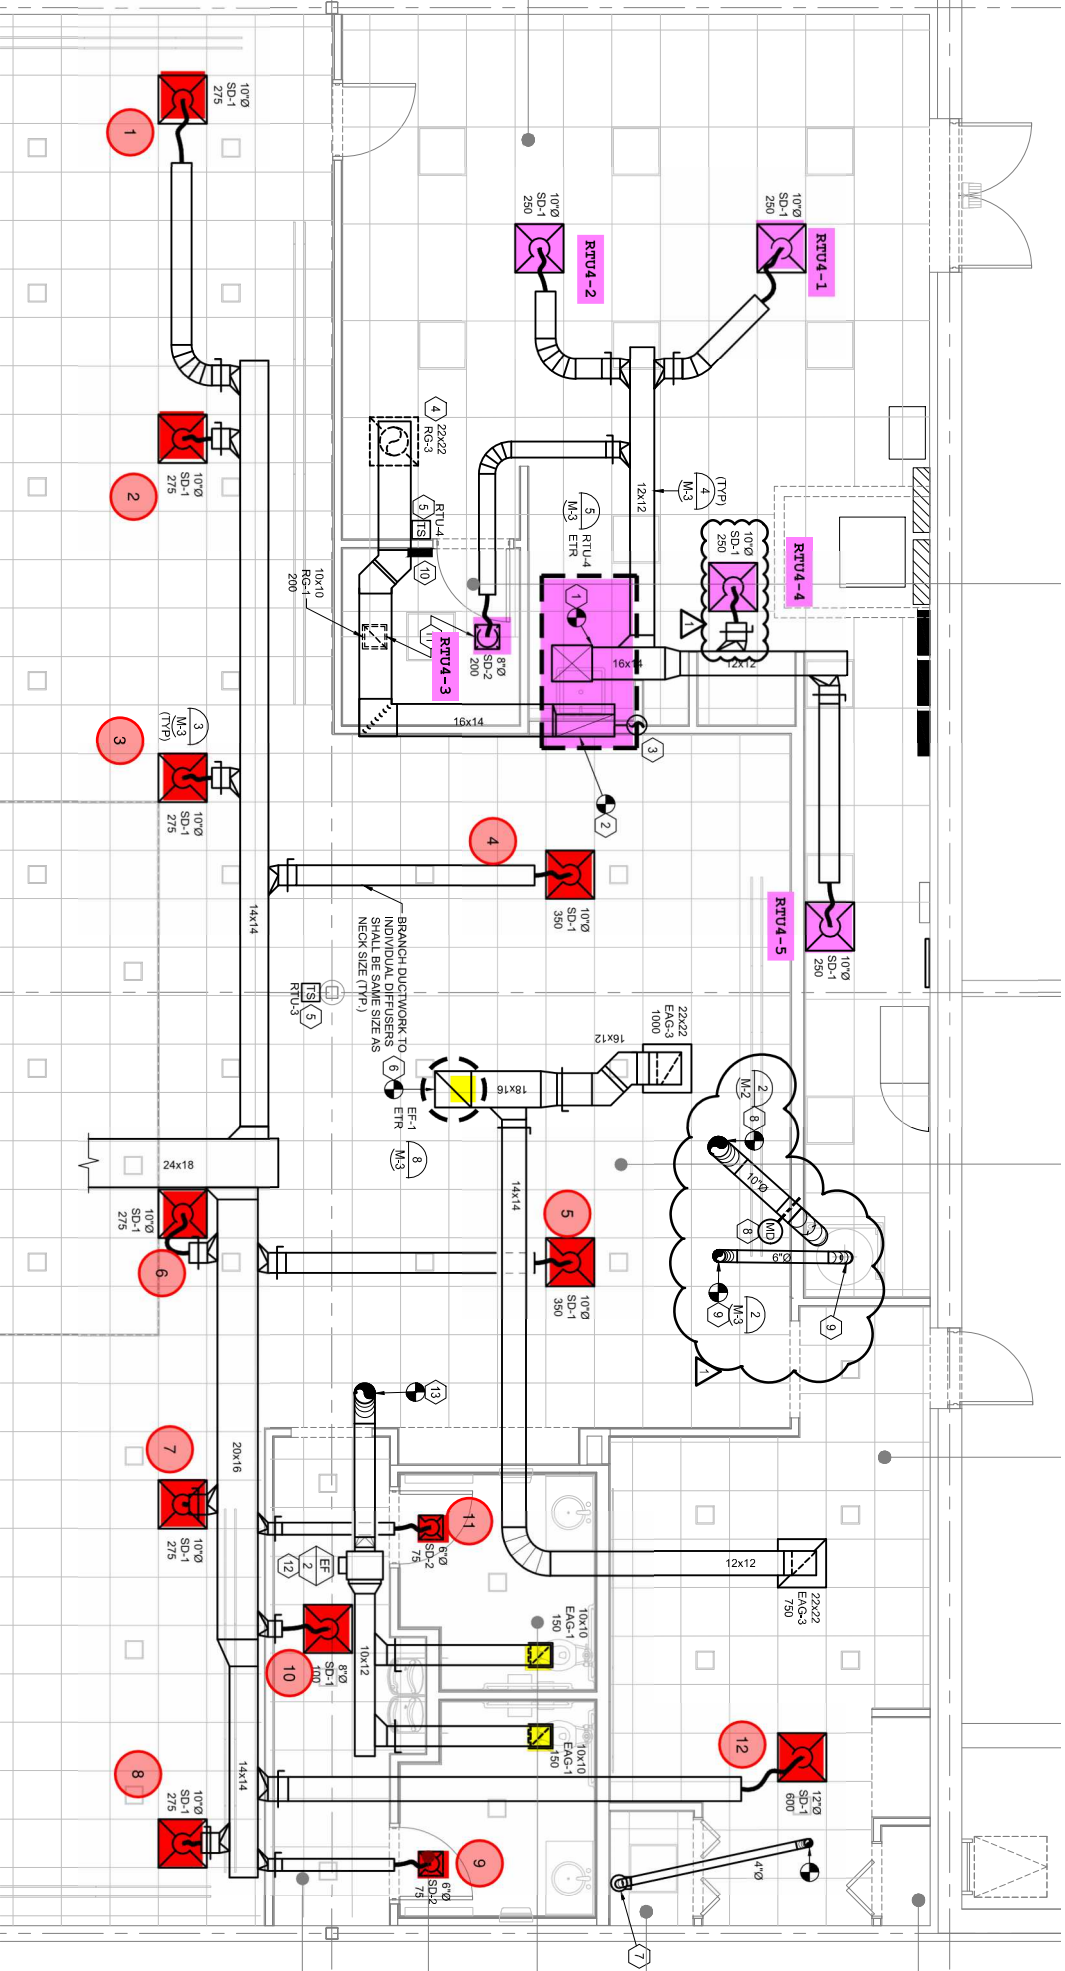 10"Ø
SD-1
275
1
10"Ø
SD-1
250
RTU4-2
10"Ø
SD-1
250
RTU4-1
10"Ø
SD-1
275
2
4
22x22
RG-3
RTU-4
5
TS
10
10x10
RG-1
200
RTU4-3
8"Ø
SD-2
200
12x12
(TYP)
4
M-3
5
M-3
RTU-4
ETR
1
16x14
12x12
10"Ø
SD-1
250
RTU4-4
1
16x14
3
2
3
3
M-3
(TYP)
10"Ø
SD-1
275
4
10"Ø
SD-1
350
RTU4-5
10"Ø
SD-1
250
14x14
BRANCH DUCTWORK TO
INDIVIDUAL DIFFUSERS
SHALL BE SAME SIZE AS
NECK SIZE (TYP.)
TS
RTU-3
5
6
EF-1
ETR
8
M-3
18x16
16x12
22x22
EAG-3
1000
2
M-2
8
10"Ø
MD
8
6"Ø
9
2
M-3
9
1
24x18
14x14
10"Ø
SD-1
275
6
5
10"Ø
SD-1
350
13
20x16
7
10"Ø
SD-1
275
11
6"Ø
SD-2
75
EF
2
12
12x12
22x22
EAG-3
750
10
8"Ø
SD-1
100
10x12
10x10
EAG-1
150
10x10
EAG-1
150
14x14
8
10"Ø
SD-1
275
9
6"Ø
SD-2
75
12
12"Ø
SD-1
600
4"Ø
7